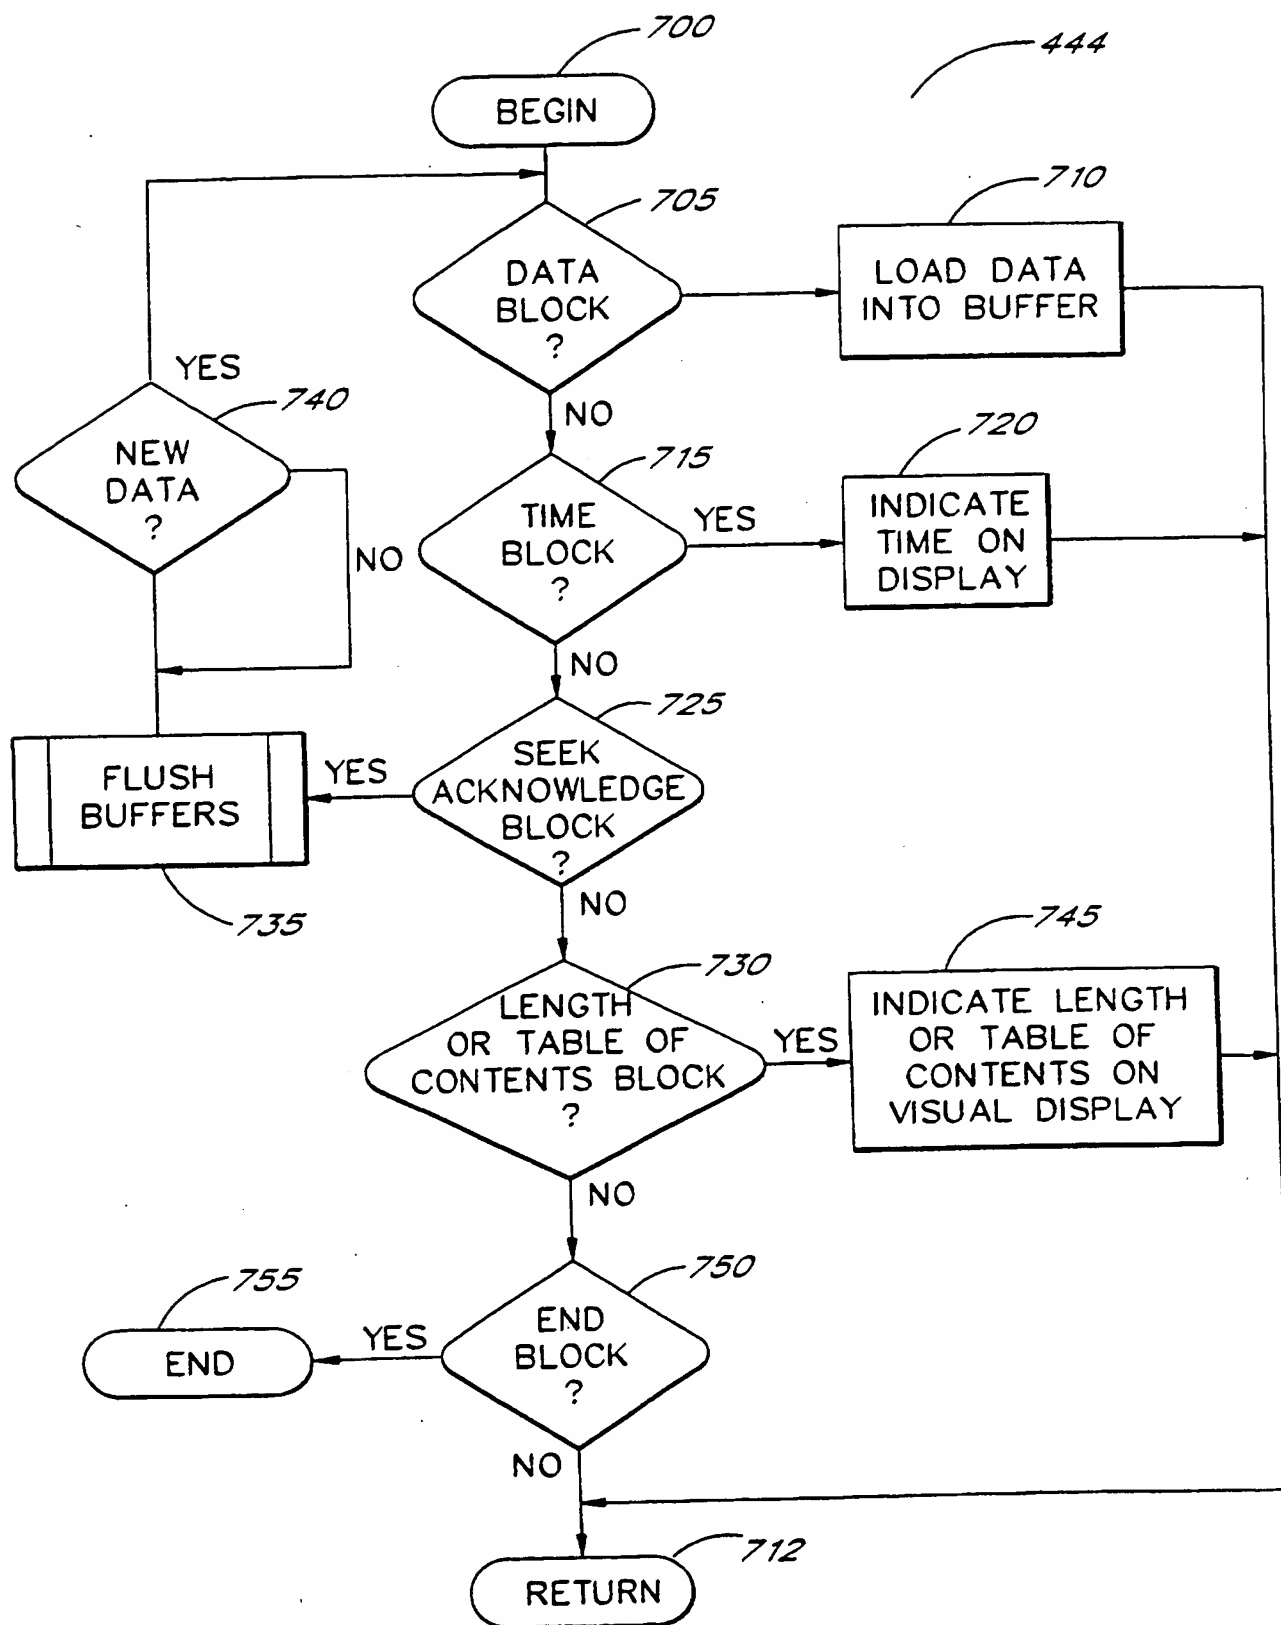 700
444
BEGIN
705
710
DATA
BLOCK
?
LOAD DATA
INTO BUFFER
YES
740
NO
NEW
DATA
?
715
720
TIME
BLOCK
?
YES
INDICATE
TIME ON
DISPLAY
NO
NO
725
SEEK
ACKNOWLEDGE
BLOCK
?
YES
FLUSH
BUFFERS
735
NO
730
745
LENGTH
OR TABLE OF
CONTENTS BLOCK
?
YES
INDICATE LENGTH
OR TABLE OF
CONTENTS ON
VISUAL DISPLAY
NO
750
755
END
BLOCK
?
YES
END
NO
712
RETURN